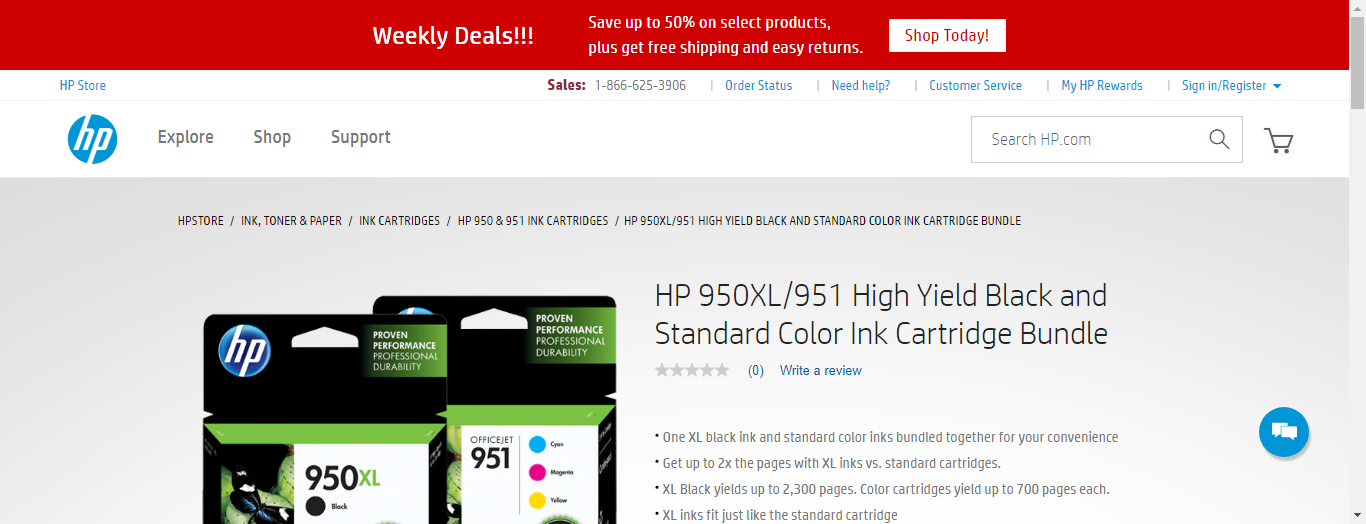 Weekly Deals!!!
Save up to 50% on select products,
plus get free shipping and easy returns.
Shop Today!
HP Store
Sales: 1-866-625-3906 | Order Status | Need help? | Customer Service | My HP Rewards | Sign in/Register
hp
Explore Shop Support
Search HP.com
HPSTORE / INK, TONER & PAPER / INK CARTRIDGES / HP 950 & 951 INK CARTRIDGES / HP 950XL/951 HIGH YIELD BLACK AND STANDARD COLOR INK CARTRIDGE BUNDLE
hp
PROVEN
PERFORMANCE
PROFESSIONAL
DURABILITY
950XL
Black
PROVEN
PERFORMANCE
PROFESSIONAL
DURABILITY
OFFICEJET
951
Cyan
Magenta
Yellow
HP 950XL/951 High Yield Black and
Standard Color Ink Cartridge Bundle
(0) Write a review
• One XL black ink and standard color inks bundled together for your convenience
• Get up to 2x the pages with XL inks vs. standard cartridges.
• XL Black yields up to 2,300 pages. Color cartridges yield up to 700 pages each.
• XL inks fit just like the standard cartridge